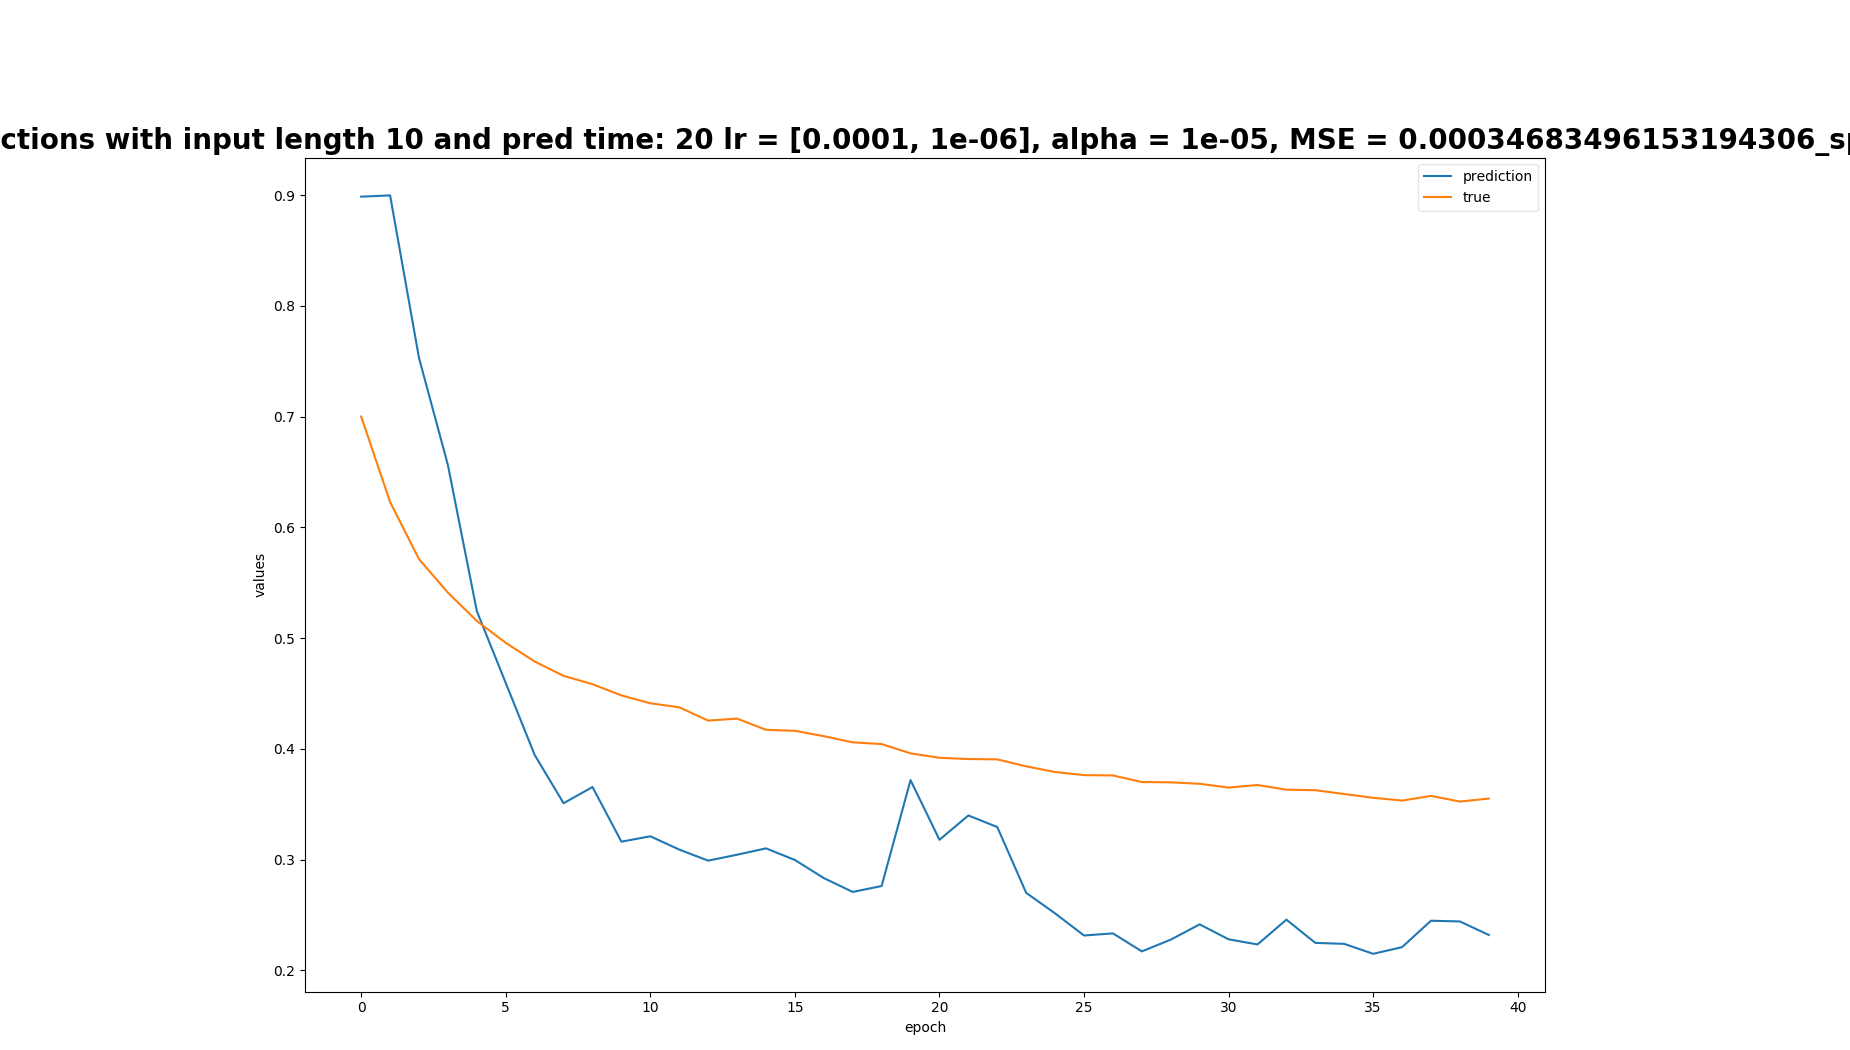 ctions with input length 10 and pred time: 20 lr = [0.0001, 1e-06], alpha = 1e-05, MSE = 0.00034683496153194306_sp
prediction
true
0.9
0.8
0.7
0.6
0.5
0.4
0.3
0.2
values
0 5 10 15 20 25 30 35 40
epoch